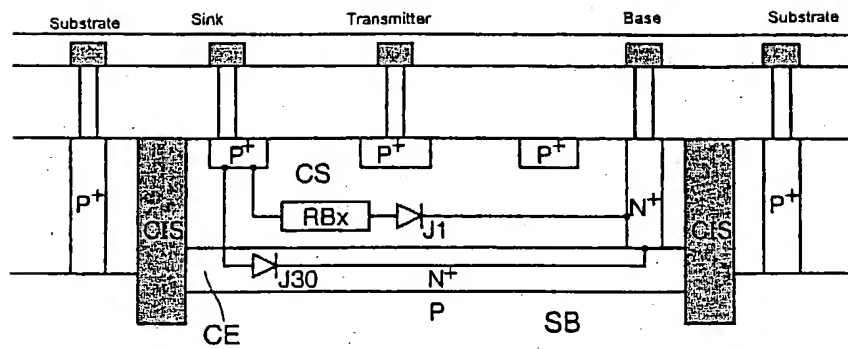 Substrate Sink Transmitter Base Substrate
P+ P+ P+
CS
P+ CIS RBx J1 N+ CIS P+
J30 N+
P
CE SB